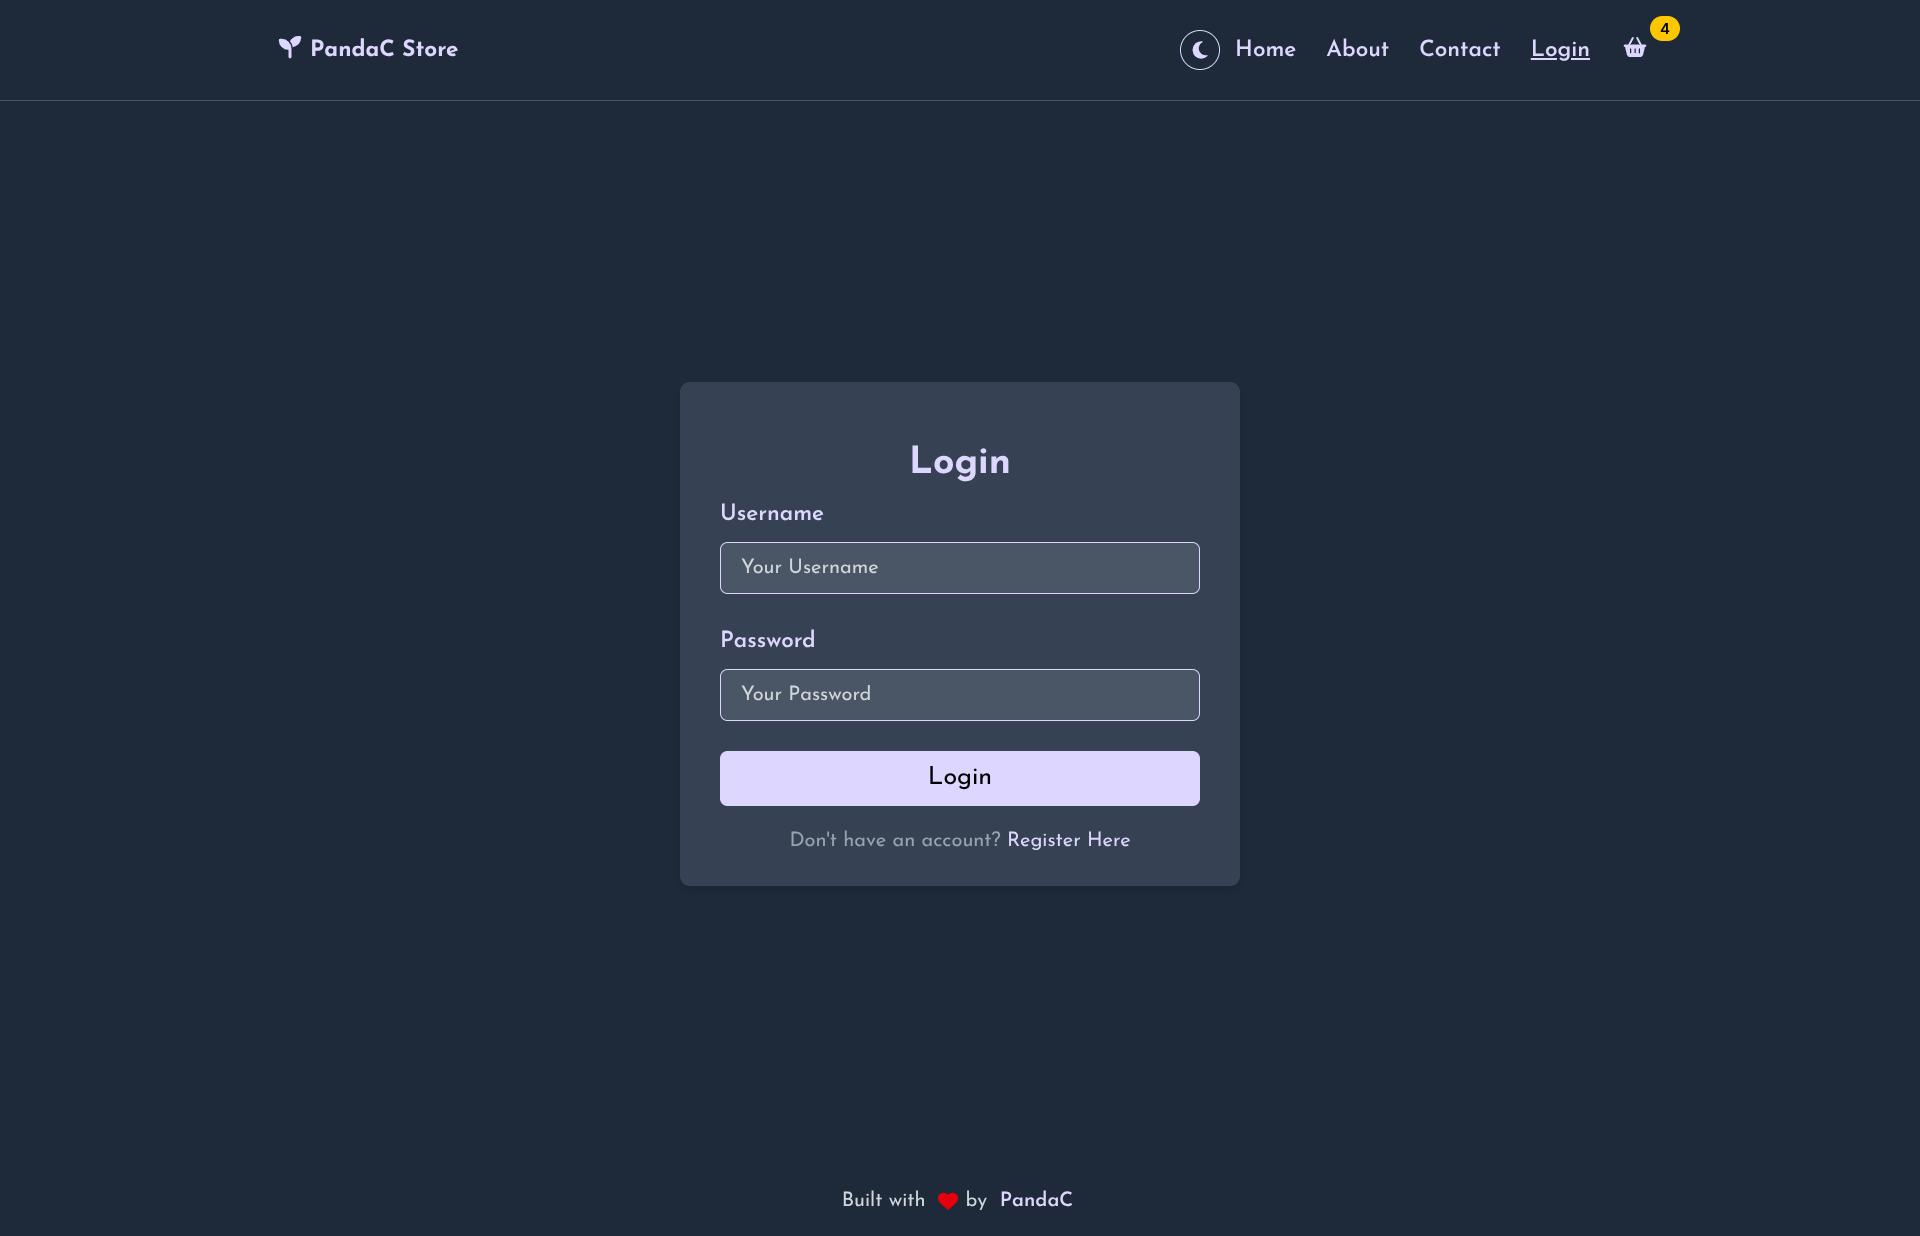 PandaC Store
Home About Contact Login 4
Login
Username
Your Username
Password
Your Password
Login
Don't have an account? Register Here
Built with by PandaC